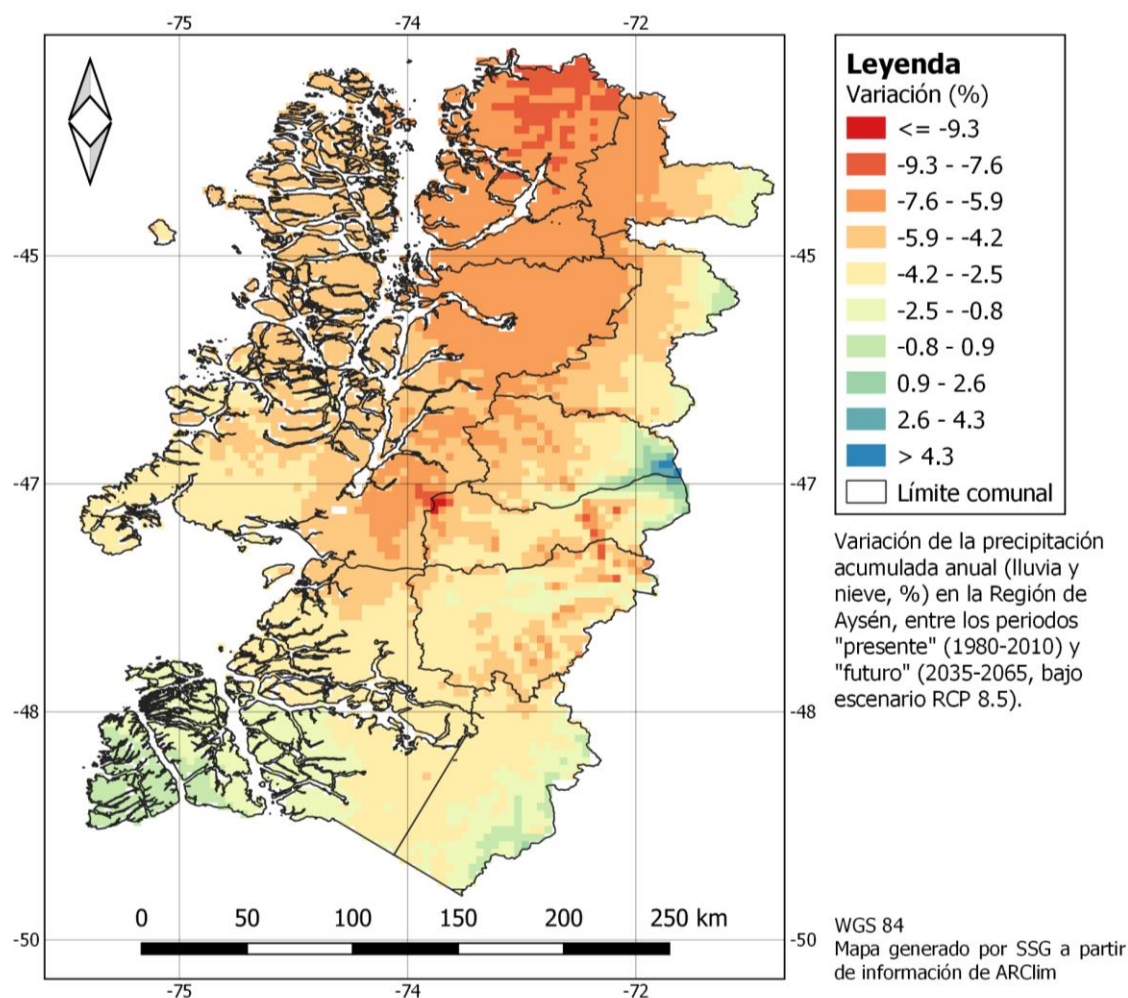 -75
-74
-72
-45
-45
-47
-47
-48
-48
-50
-50
0
50
100
150
200
250 km
-75
-74
-72
Leyenda
Variación (%)
<= -9.3
-9.3 - -7.6
-7.6 - -5.9
-5.9 - -4.2
-4.2 - -2.5
-2.5 - -0.8
-0.8 - 0.9
0.9 - 2.6
2.6 - 4.3
> 4.3
Límite comunal
Variación de la precipitación
acumulada anual (lluvia y
nieve, %) en la Región de
Aysén, entre los periodos
"presente" (1980-2010) y
"futuro" (2035-2065, bajo
escenario RCP 8.5).
WGS 84
Mapa generado por SSG a partir
de información de ARClim